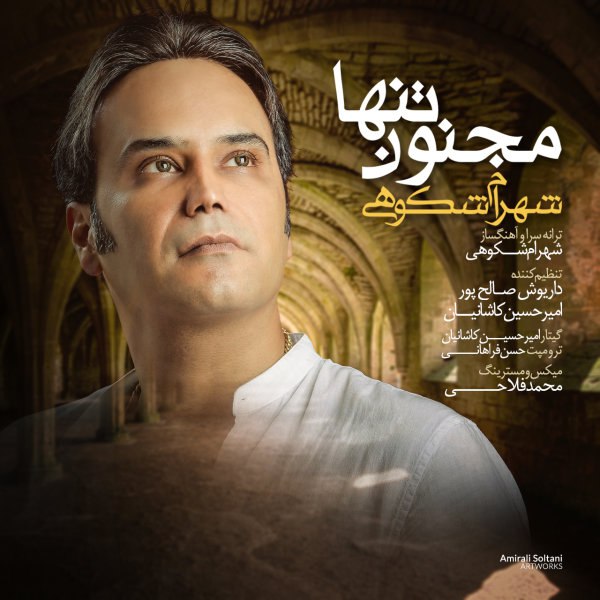 مجنون تنها
شهرام شکوهی
ترانه سرا و آهنگساز
شهرام شکوهی
تنظیم کننده
داریوش صالح پور
امیرحسین کاشانیان
گیتار امیرحسین کاشانیان
ترومپت حسن فراهانی
میکس و مسترینگ
محمد فلاحی
Amirali Soltani
ARTWORKS